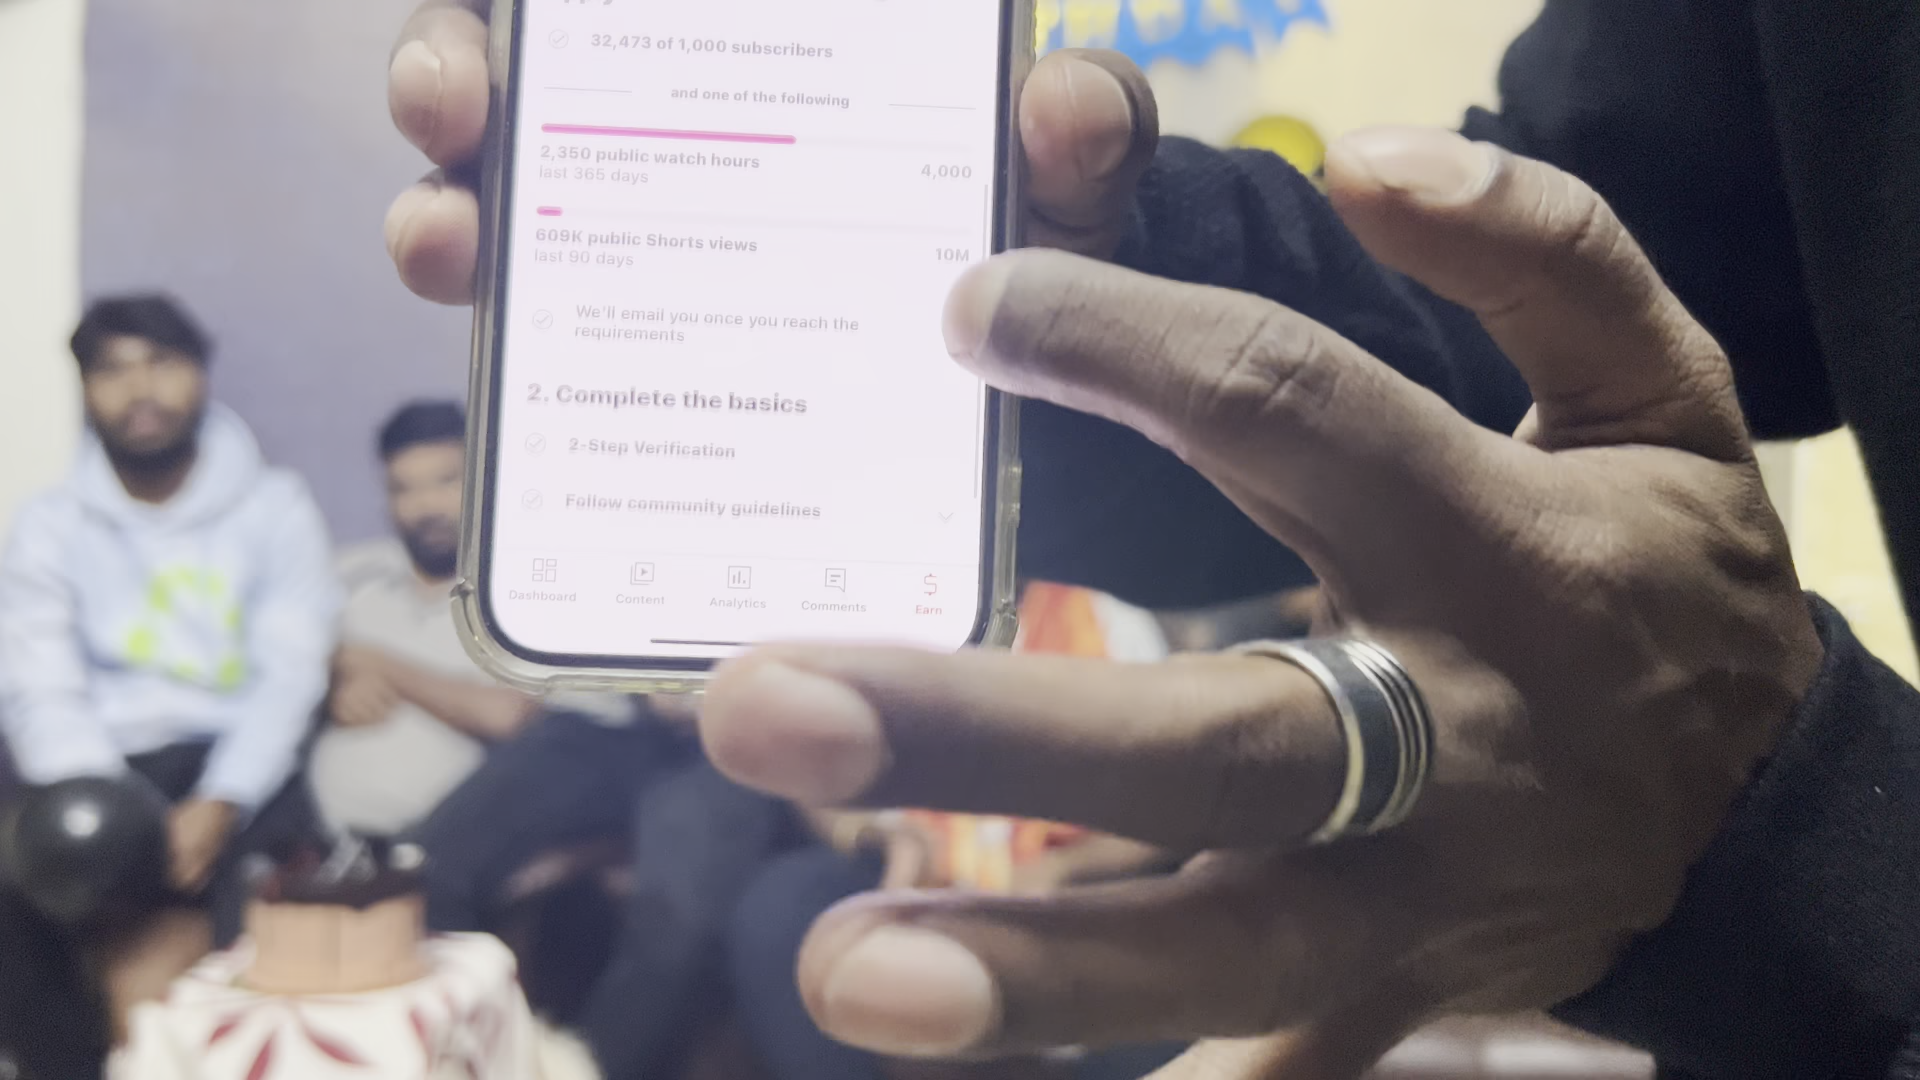 32,473 of 1,000 subscribers
and one of the following
2,350 public watch hours
4,000
last 365 days
609K public Shorts views
10M
last 90 days
We'll email you once you reach the
requirements
2. Complete the basics
2-Step Verification
Follow community guidelines
Dashboard
Content
Analytics
Comments
Earn